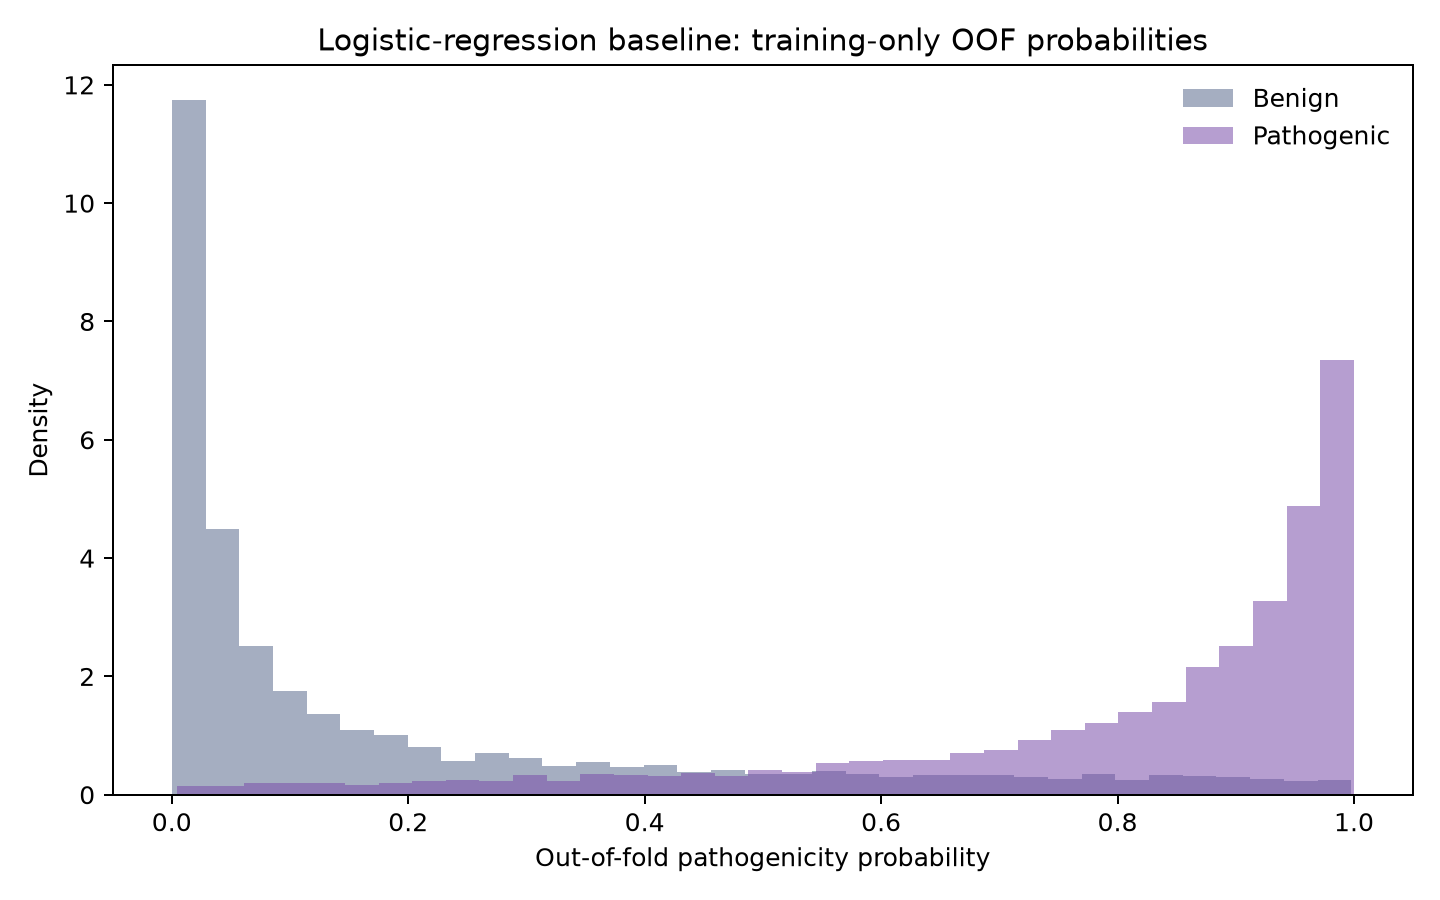 Logistic-regression baseline: training-only OOF probabilities
Benign
Pathogenic
12
10
8
6
4
2
0
Density
0.0 0.2 0.4 0.6 0.8 1.0
Out-of-fold pathogenicity probability